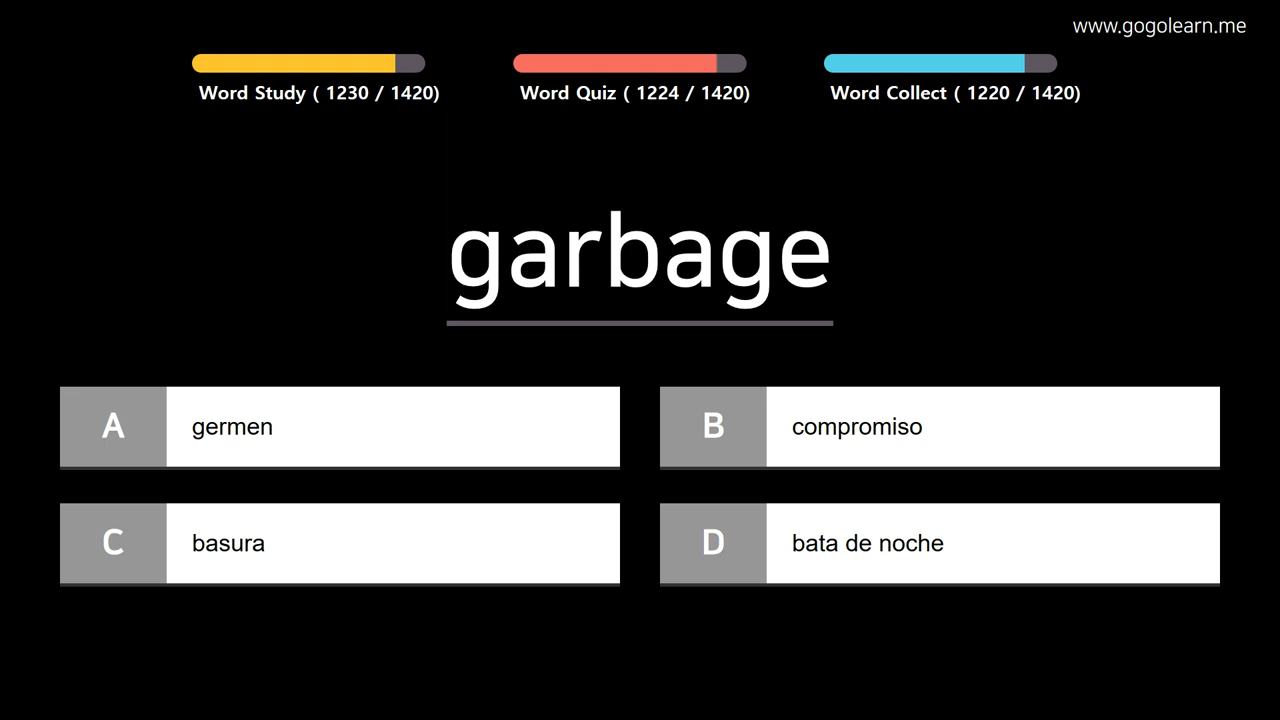 www.gogolearn.me
Word Study ( 1230 / 1420)
Word Quiz ( 1224 / 1420)
Word Collect ( 1220 / 1420)
garbage
A germen
B compromiso
C basura
D bata de noche